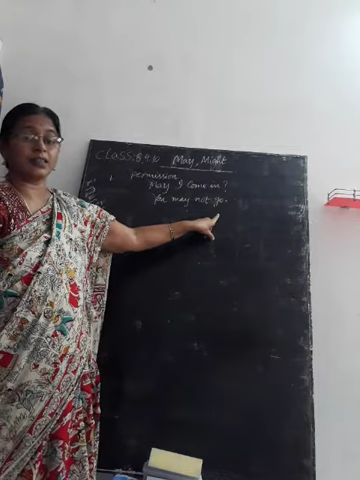 Class: 8,9,10 May, Might
1, permission
May I Come in?
You may not go.